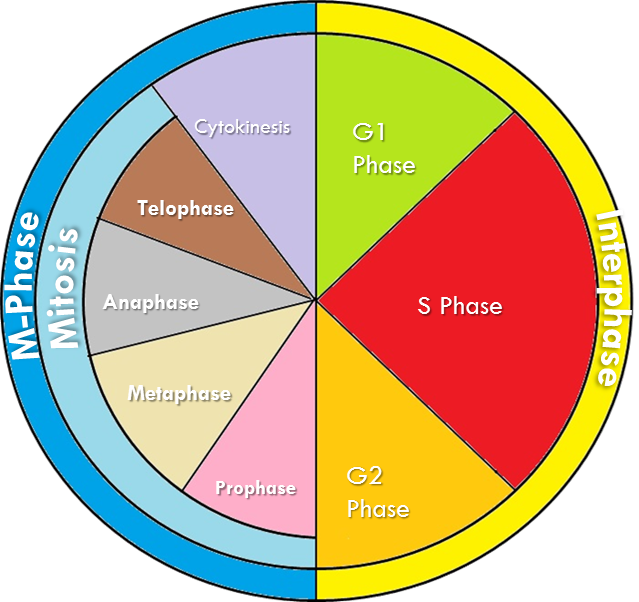 Cytokinesis
G1
Phase
Telophase
M-Phase
Mitosis
Interphase
Anaphase
S Phase
Metaphase
Prophase
G2
Phase